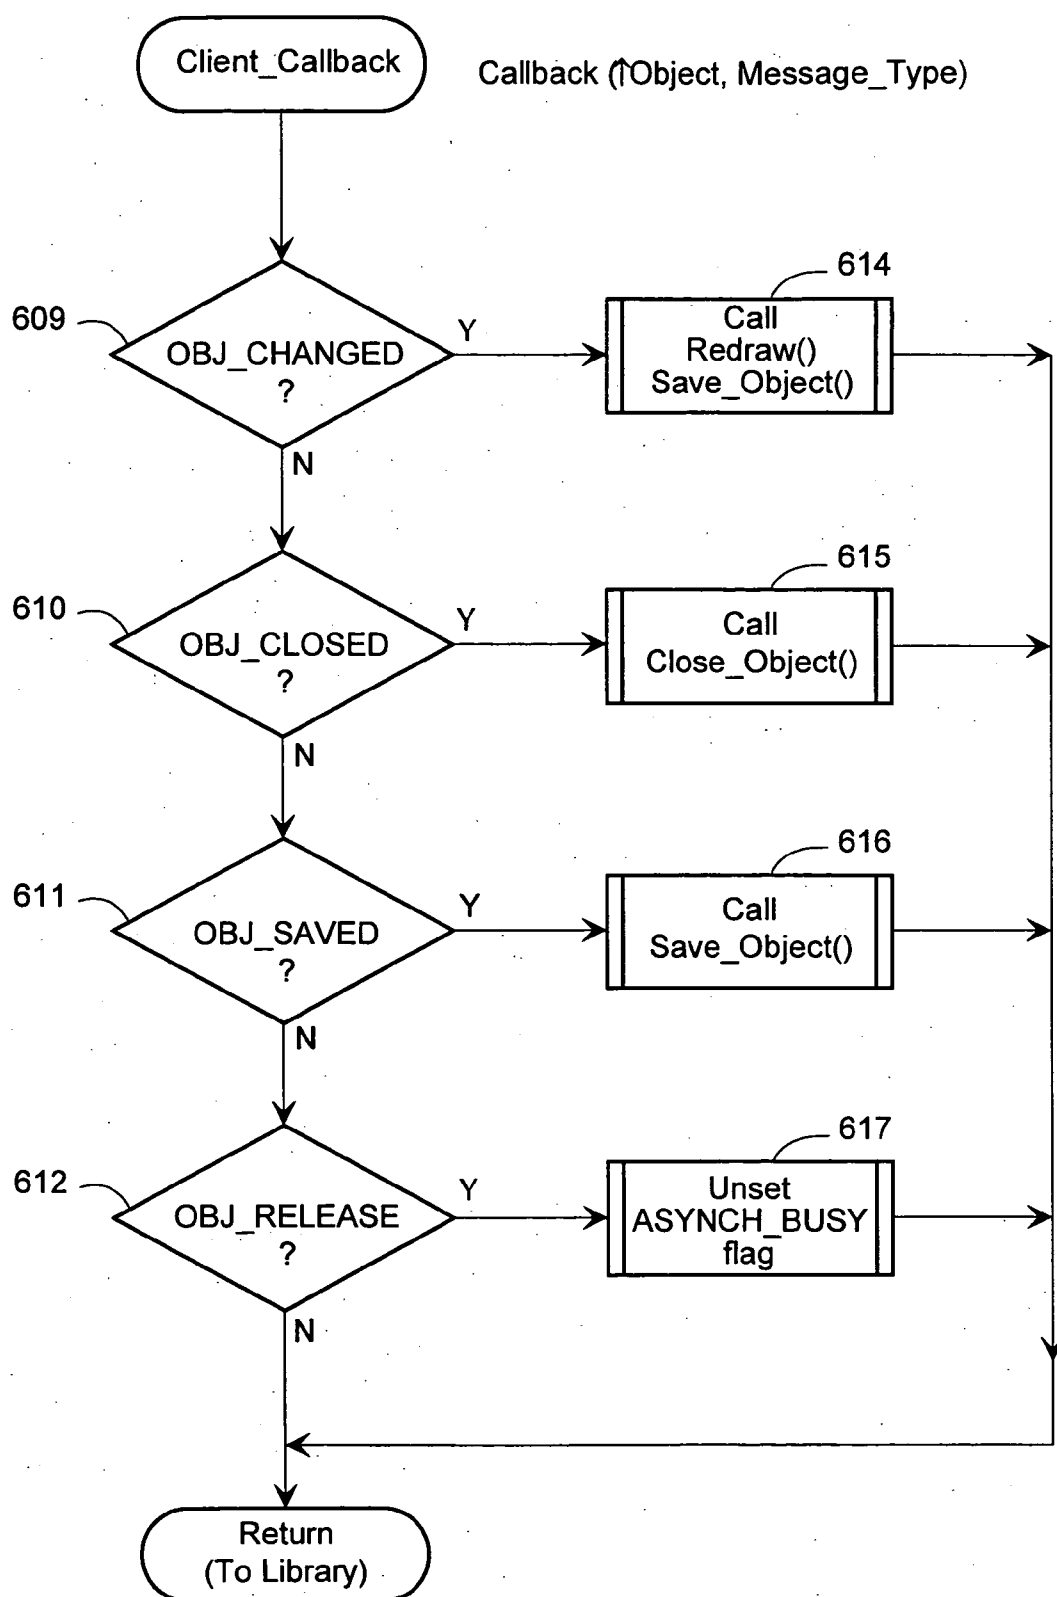 Client_Callback
Callback (↑Object, Message_Type)
609
OBJ_CHANGED
?
Y
N
614
Call
Redraw()
Save_Object()
610
OBJ_CLOSED
?
Y
N
615
Call
Close_Object()
611
OBJ_SAVED
?
Y
N
616
Call
Save_Object()
612
OBJ_RELEASE
?
Y
N
617
Unset
ASYNCH_BUSY
flag
Return
(To Library)